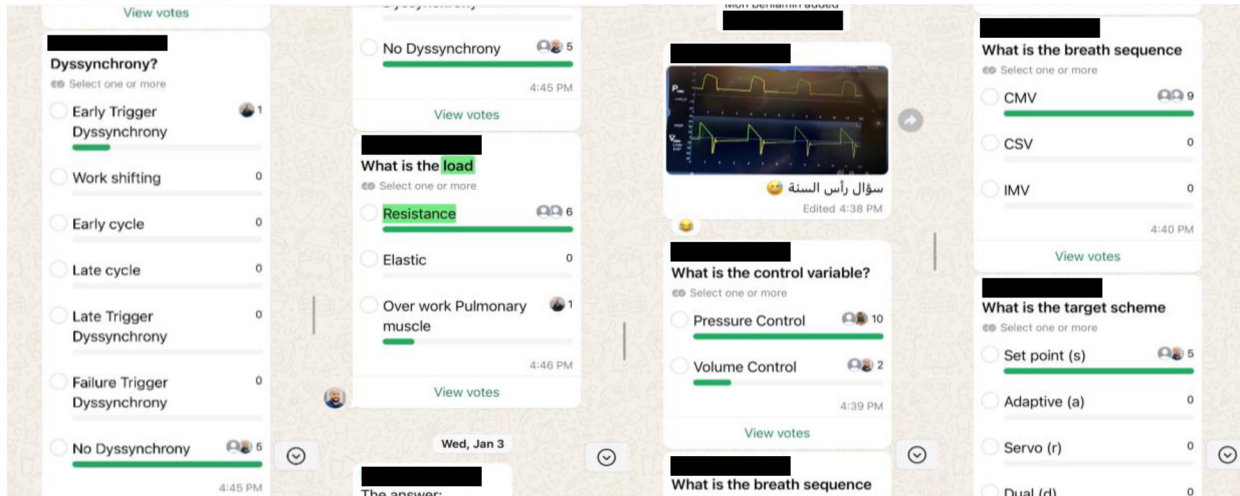 View votes
Dyssynchrony?
Select one or more
Early Trigger
Dyssynchrony
1
Work shifting
0
Early cycle
0
Late cycle
0
Late Trigger
Dyssynchrony
0
Failure Trigger
Dyssynchrony
0
No Dyssynchrony
5
4:45 PM
No Dyssynchrony
5
4:45 PM
View votes
What is the load
Select one or more
Resistance
6
Elastic
0
Over work Pulmonary
muscle
1
4:46 PM
View votes
Wed, Jan 3
The answer:
سؤال رأس السنة 😅
Edited 4:38 PM
😂
What is the control variable?
Select one or more
Pressure Control
10
Volume Control
2
4:39 PM
View votes
What is the breath sequence
What is the breath sequence
Select one or more
CMV
9
CSV
0
IMV
0
4:40 PM
View votes
What is the target scheme
Select one or more
Set point (s)
5
Adaptive (a)
0
Servo (r)
0
Dual (d)
0